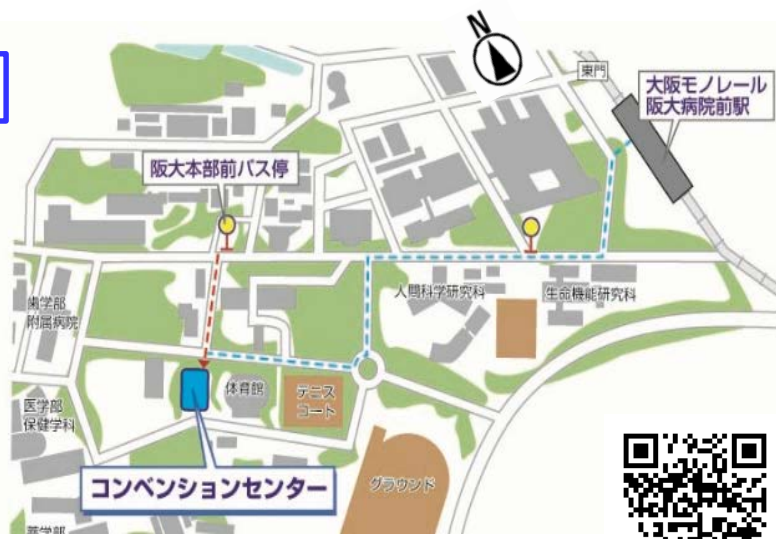 N
東門
大阪モノレール
阪大病院前駅
阪大本部前バス停
人間科学研究科
生命機能研究科
歯学部
附属病院
体育館
テニス
コート
医学部
保健学科
コンベンションセンター
グラウンド
薬学部